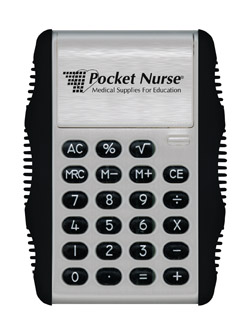 Pocket Nurse®
Medical Supplies For Education
AC % √
MRC M− M+ CE
7 8 9 ÷
4 5 6 X
1 2 3 −
0 · = +